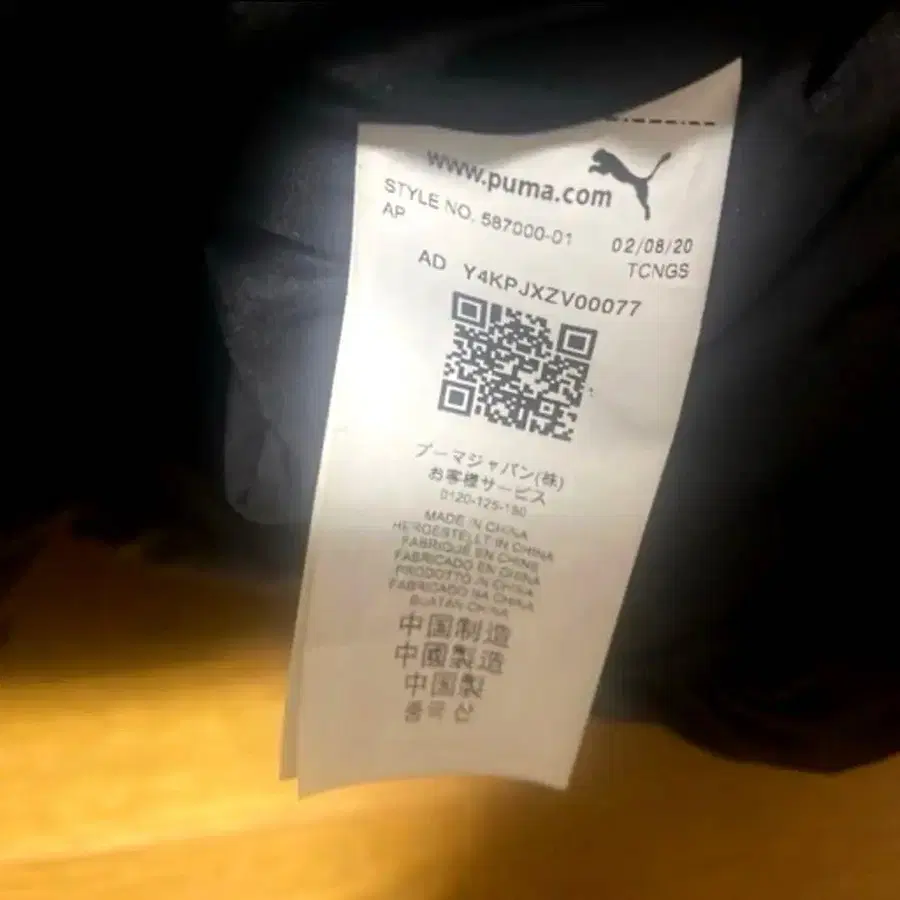 www.puma.com
STYLE NO. 587000-01
AP
02/08/20
TCNGS
AD Y4KPJXZV00077
プーマジャパン(株)
お客様サービス
0120-125-150
MADE IN CHINA
HERGESTELLT IN CHINA
FABRIQUÉ EN CHINE
FABRICADO EN CHINA
PRODOTTO IN CHINA
FABRICADO NA CHINA
BUATAN CHINA
中国制造
中國製造
中国製
중국 산